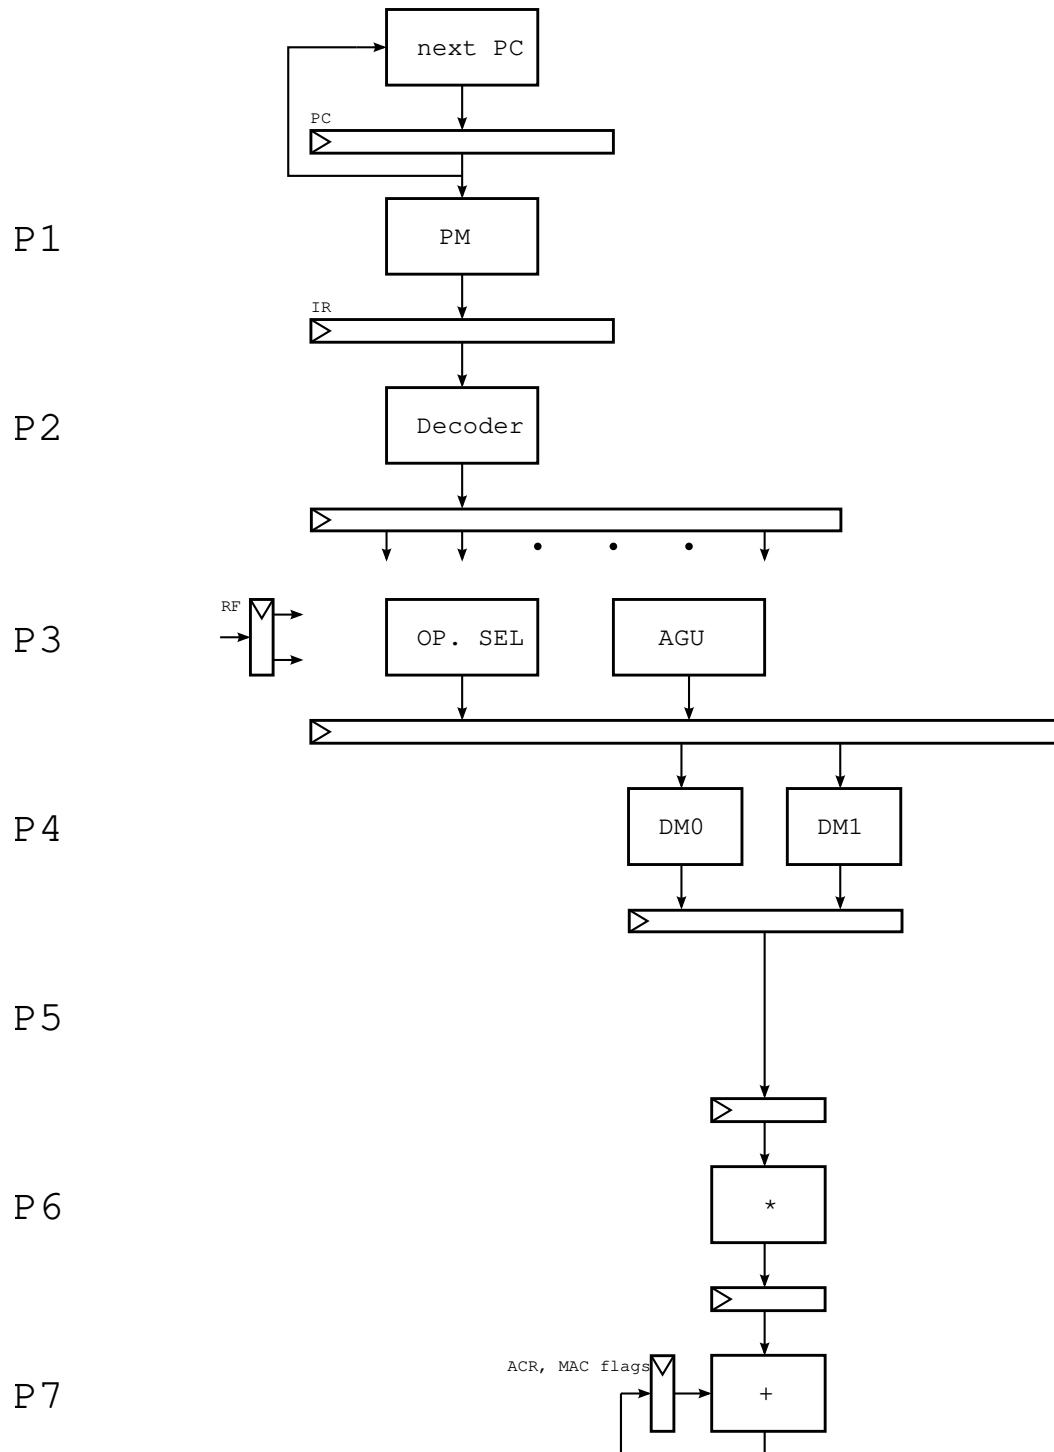 next PC
PC
P1
PM
IR
P2
Decoder
RF
P3
OP. SEL
AGU
P4
DM0
DM1
P5
P6
*
ACR, MAC flags
P7
+